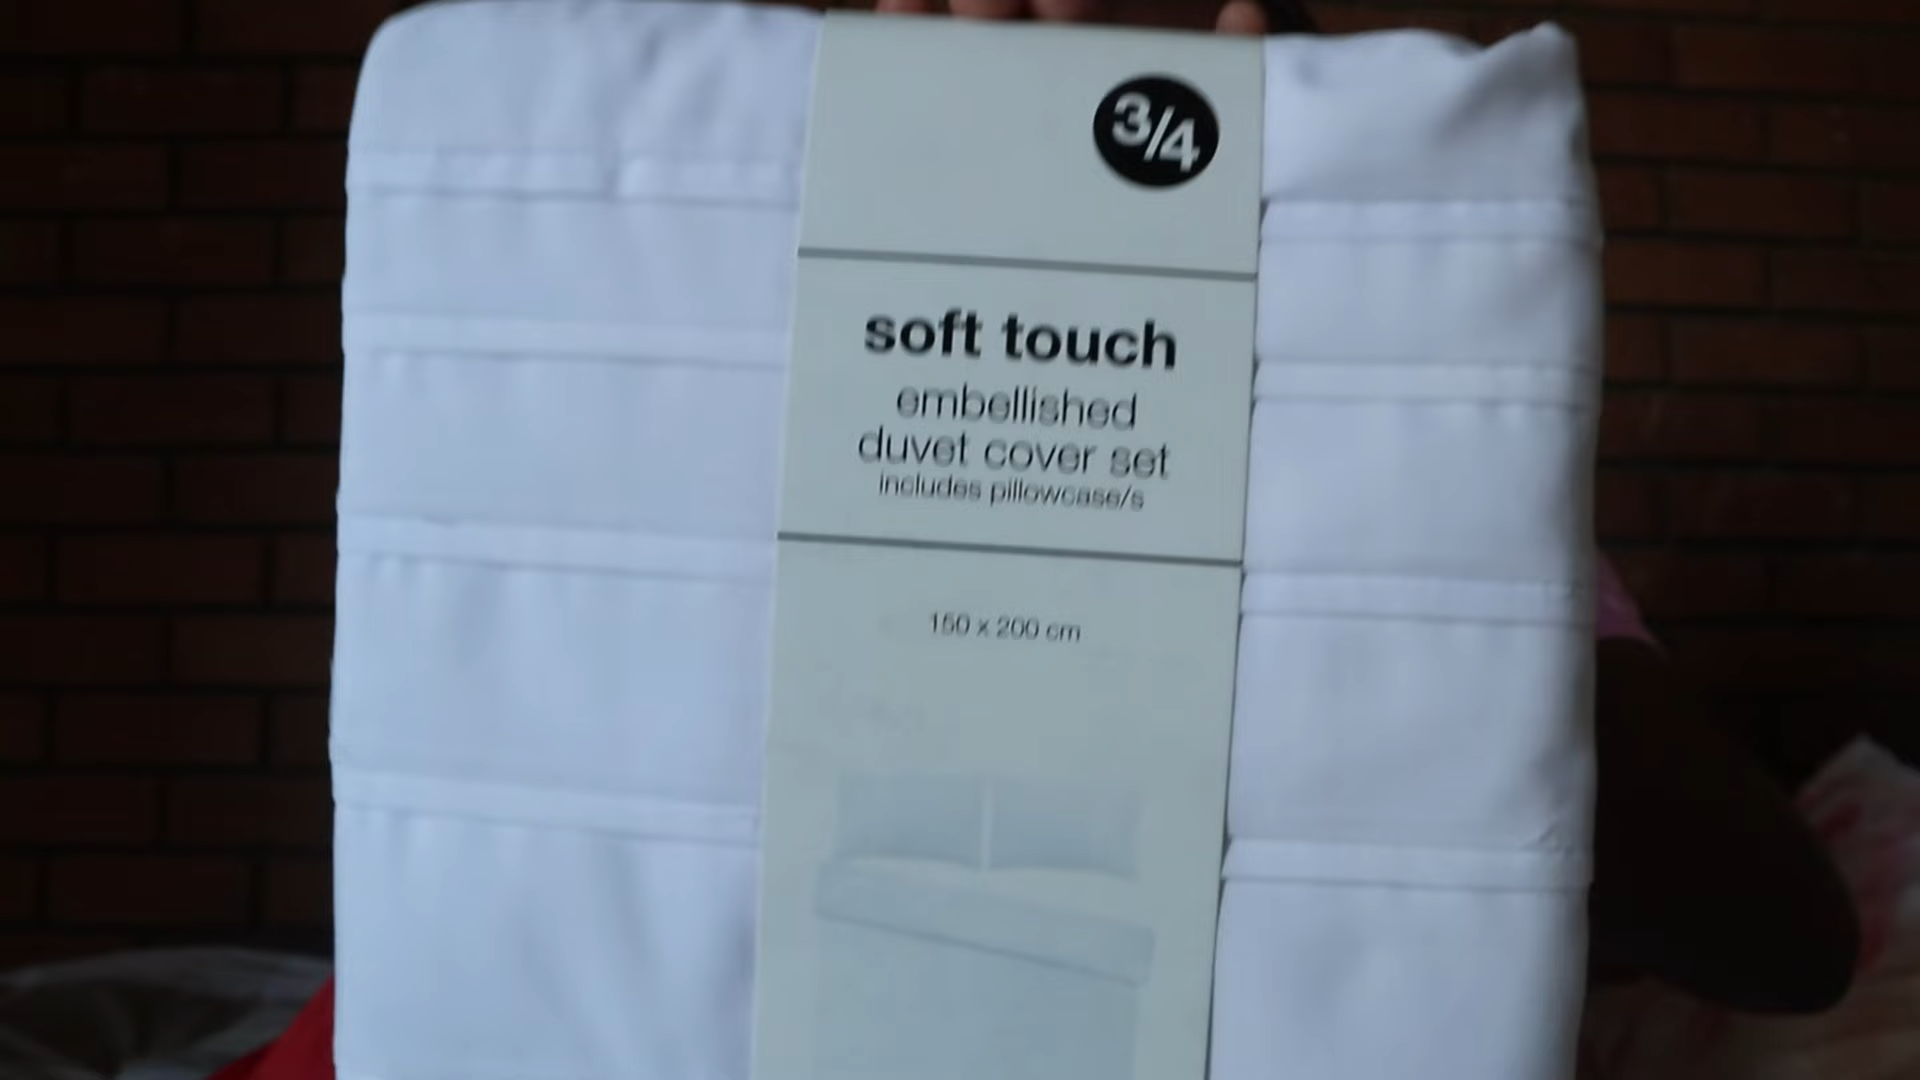 3/4
soft touch
embellished
duvet cover set
includes pillowcase/s
150 x 200 cm